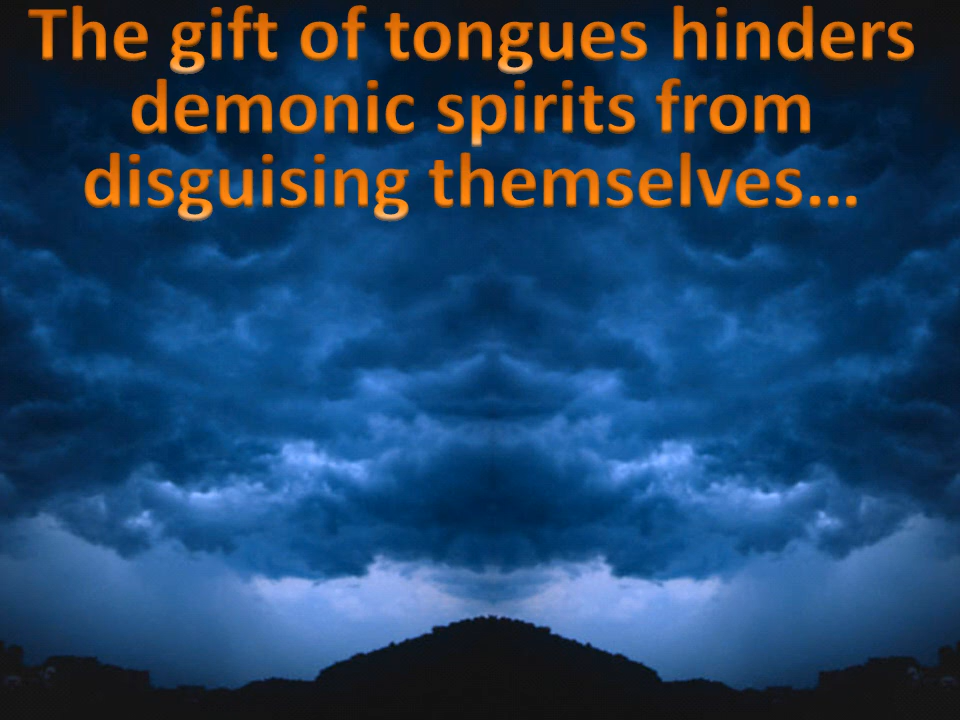 The gift of tongues hinders
demonic spirits from
disguising themselves...